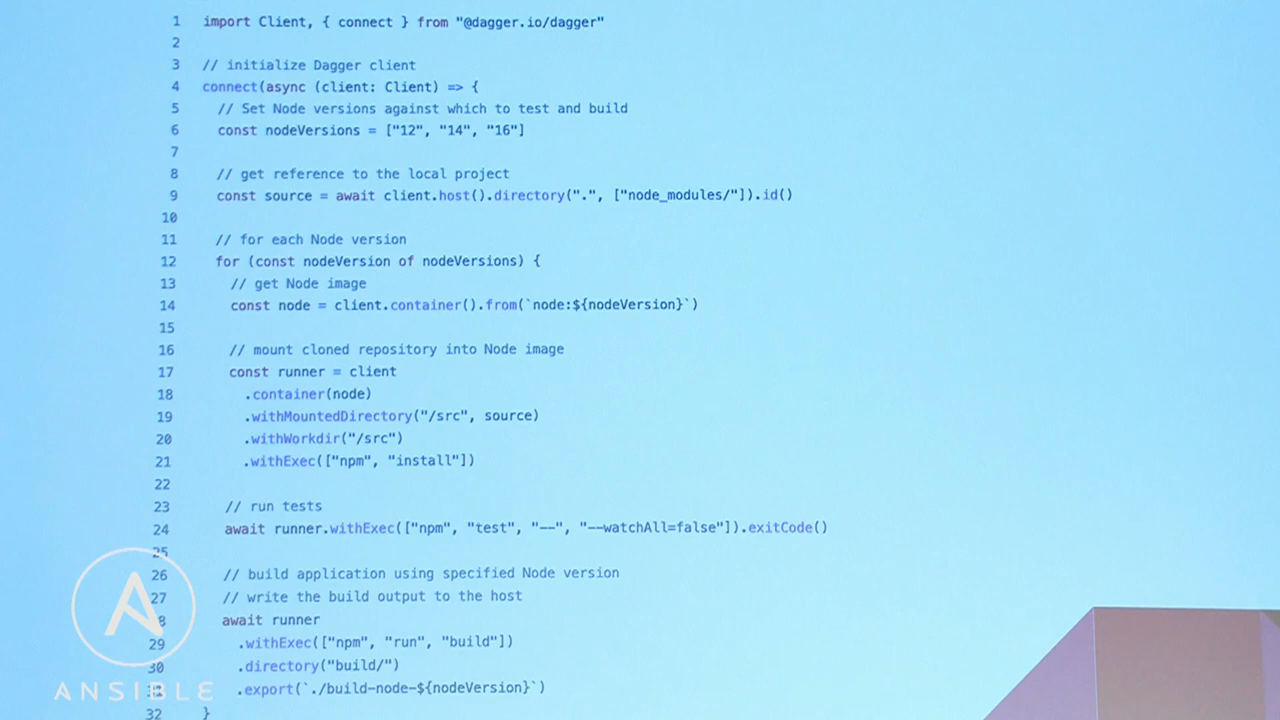 1 import Client, { connect } from "@dagger.io/dagger"
2
3 // initialize Dagger client
4 connect(async (client: Client) => {
5 // Set Node versions against which to test and build
6 const nodeVersions = ["12", "14", "16"]
7
8 // get reference to the local project
9 const source = await client.host().directory(".", ["node_modules/"]).id()
10
11 // for each Node version
12 for (const nodeVersion of nodeVersions) {
13 // get Node image
14 const node = client.container().from(`node:${nodeVersion}`)
15
16 // mount cloned repository into Node image
17 const runner = client
18 .container(node)
19 .withMountedDirectory("/src", source)
20 .withWorkdir("/src")
21 .withExec(["npm", "install"])
22
23 // run tests
24 await runner.withExec(["npm", "test", "--", "--watchAll=false"]).exitCode()
25
26 // build application using specified Node version
27 // write the build output to the host
await runner
29 .withExec(["npm", "run", "build"])
30 .directory("build/")
.export(`./build-node-${nodeVersion}`)
32 }
ANSIBLE